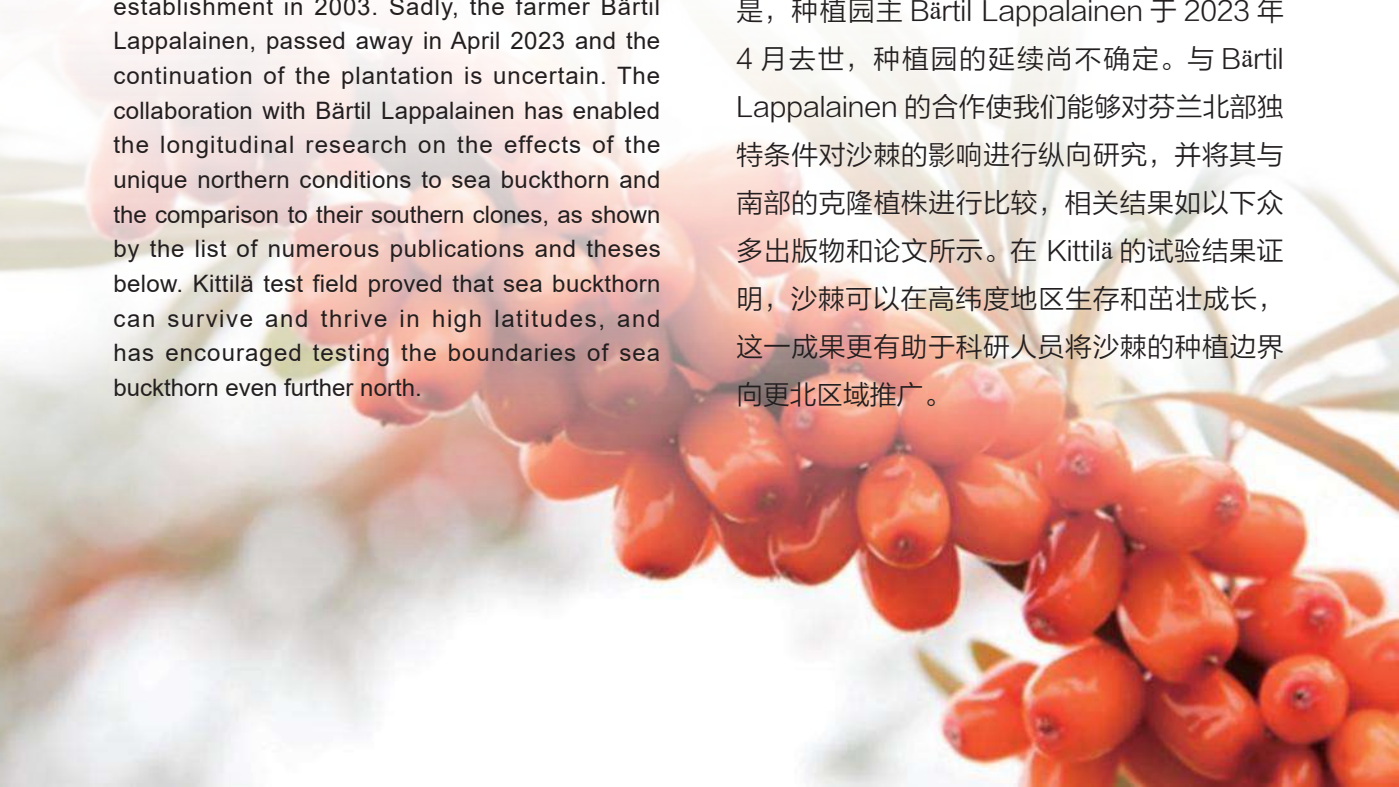 establishment in 2003. Sadly, the farmer Bärtil
Lappalainen, passed away in April 2023 and the
continuation of the plantation is uncertain. The
collaboration with Bärtil Lappalainen has enabled
the longitudinal research on the effects of the
unique northern conditions to sea buckthorn and
the comparison to their southern clones, as shown
by the list of numerous publications and theses
below. Kittilä test field proved that sea buckthorn
can survive and thrive in high latitudes, and
has encouraged testing the boundaries of sea
buckthorn even further north.
是，种植园主 Bärtil Lappalainen 于 2023 年
4 月去世，种植园的延续尚不确定。与 Bärtil
Lappalainen 的合作使我们能够对芬兰北部独
特条件对沙棘的影响进行纵向研究，并将其与
南部的克隆植株进行比较，相关结果如以下众
多出版物和论文所示。在 Kittilä 的试验结果证
明，沙棘可以在高纬度地区生存和茁壮成长，
这一成果更有助于科研人员将沙棘的种植边界
向更北区域推广。